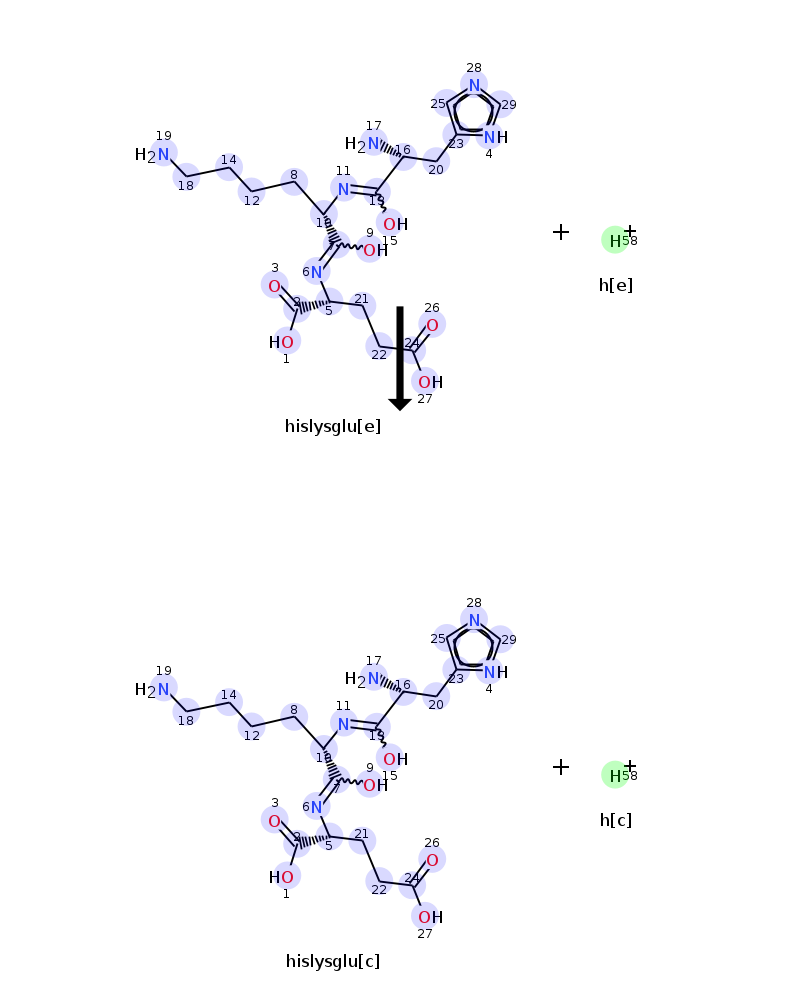 28
N
25
29
17
H2N
16
23
NH
4
19
H2N
14
11
N
20
18
8
13
12
10
OH
15
9
7
OH
6
N
3
O
2
5
21
26
O
HO
1
22
24
OH
27
+
H+
58
h[e]
hislysglu[e]
28
N
25
29
17
H2N
16
23
NH
4
19
H2N
14
11
N
20
18
8
13
12
10
OH
15
9
7
OH
6
N
3
O
2
5
21
26
O
HO
1
22
24
OH
27
+
H+
58
h[c]
hislysglu[c]